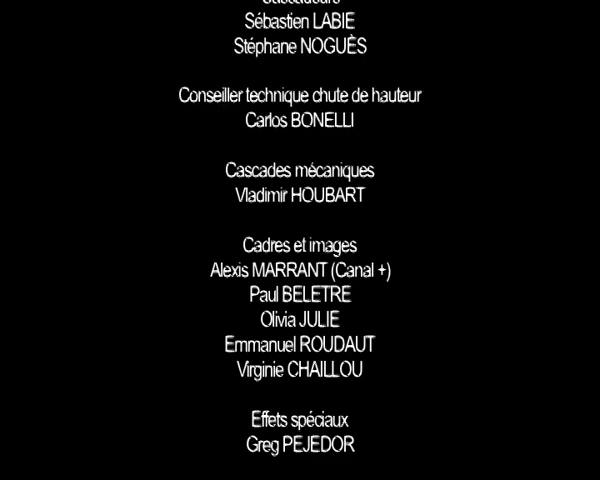 Sébastien LABIE
Stéphane NOGUÈS
Conseiller technique chute de hauteur
Carlos BONELLI
Cascades mécaniques
Vladimir HOUBART
Cadres et images
Alexis MARRANT (Canal +)
Paul BELETRE
Olivia JULIE
Emmanuel ROUDAUT
Virginie CHAILLOU
Effets spéciaux
Greg PEJEDOR